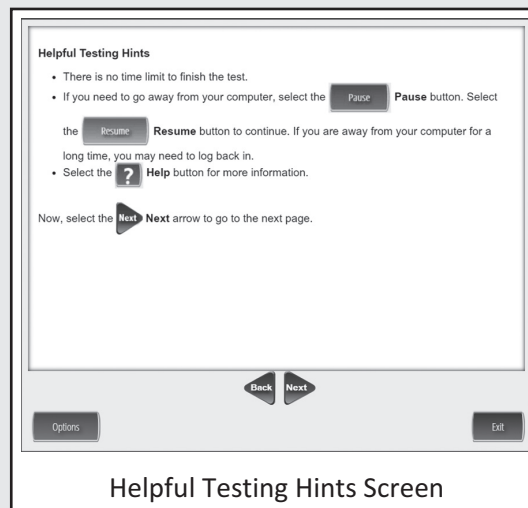 Helpful Testing Hints
• There is no time limit to finish the test.
• If you need to go away from your computer, select the Pause Pause button. Select
the Resume Resume button to continue. If you are away from your computer for a
long time, you may need to log back in.
• Select the ? Help button for more information.
Now, select the Next Next arrow to go to the next page.
Back Next
Options Exit
Helpful Testing Hints Screen